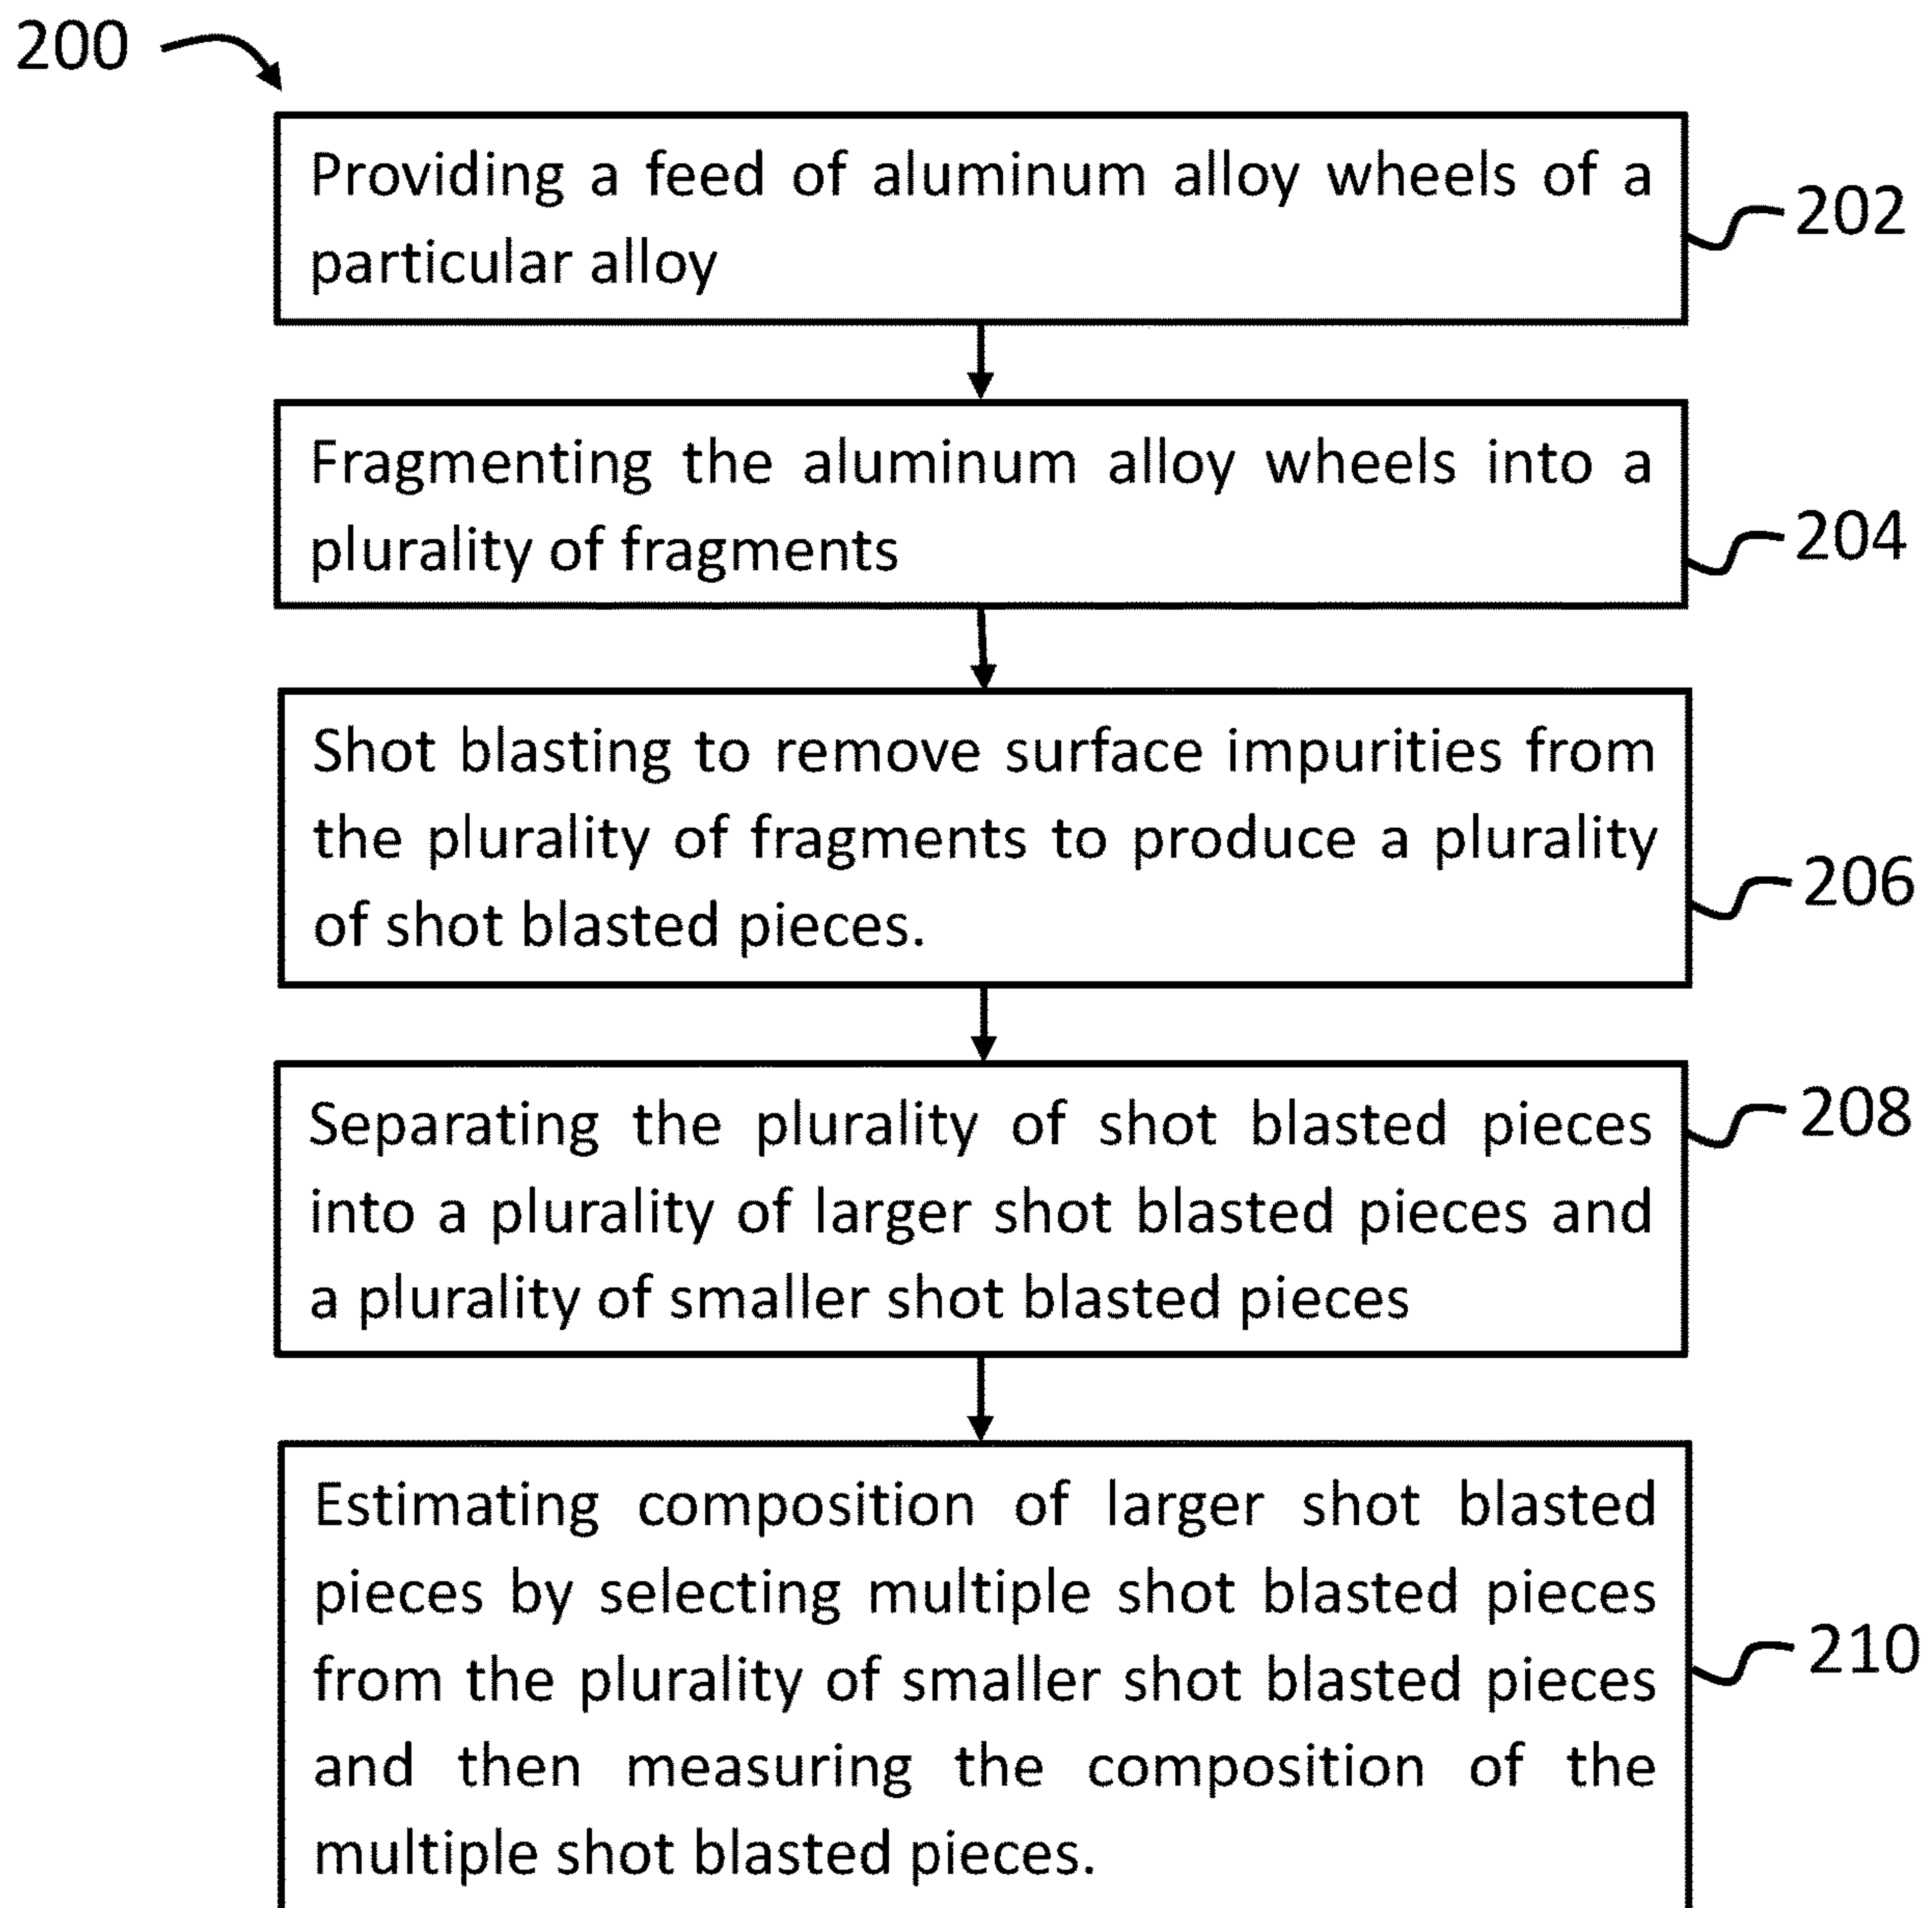 200
Providing a feed of aluminum alloy wheels of a
particular alloy
202
Fragmenting the aluminum alloy wheels into a
plurality of fragments
204
Shot blasting to remove surface impurities from
the plurality of fragments to produce a plurality
of shot blasted pieces.
206
Separating the plurality of shot blasted pieces
into a plurality of larger shot blasted pieces and
a plurality of smaller shot blasted pieces
208
Estimating composition of larger shot blasted
pieces by selecting multiple shot blasted pieces
from the plurality of smaller shot blasted pieces
and then measuring the composition of the
multiple shot blasted pieces.
210